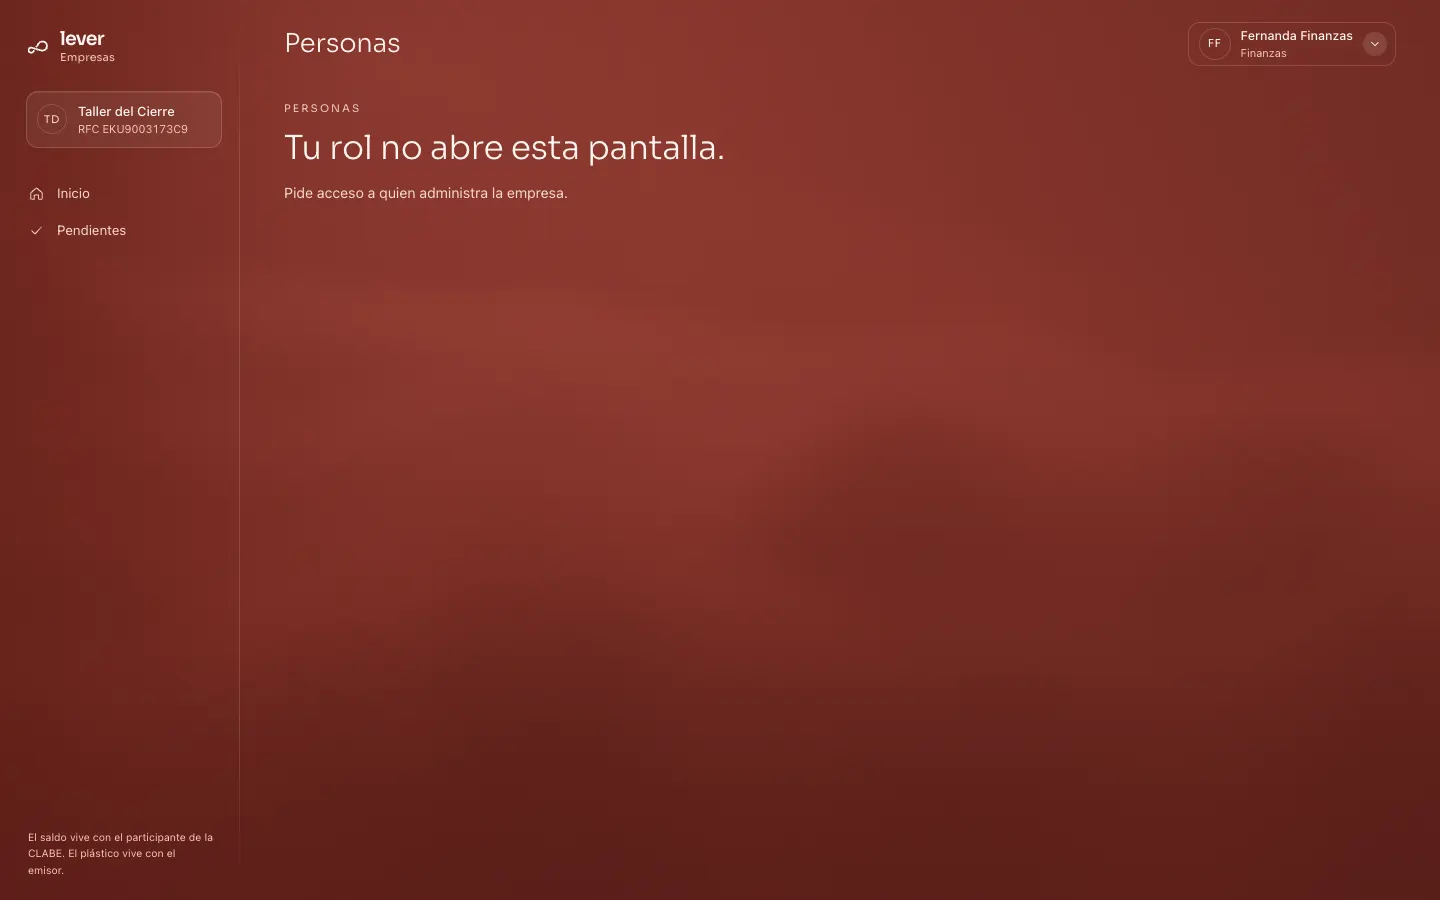 lever
Empresas
TD
Taller del Cierre
RFC EKU9003173C9
Inicio
Pendientes
El saldo vive con el participante de la
CLABE. El plástico vive con el
emisor.
Personas
FF
Fernanda Finanzas
Finanzas
PERSONAS
Tu rol no abre esta pantalla.
Pide acceso a quien administra la empresa.